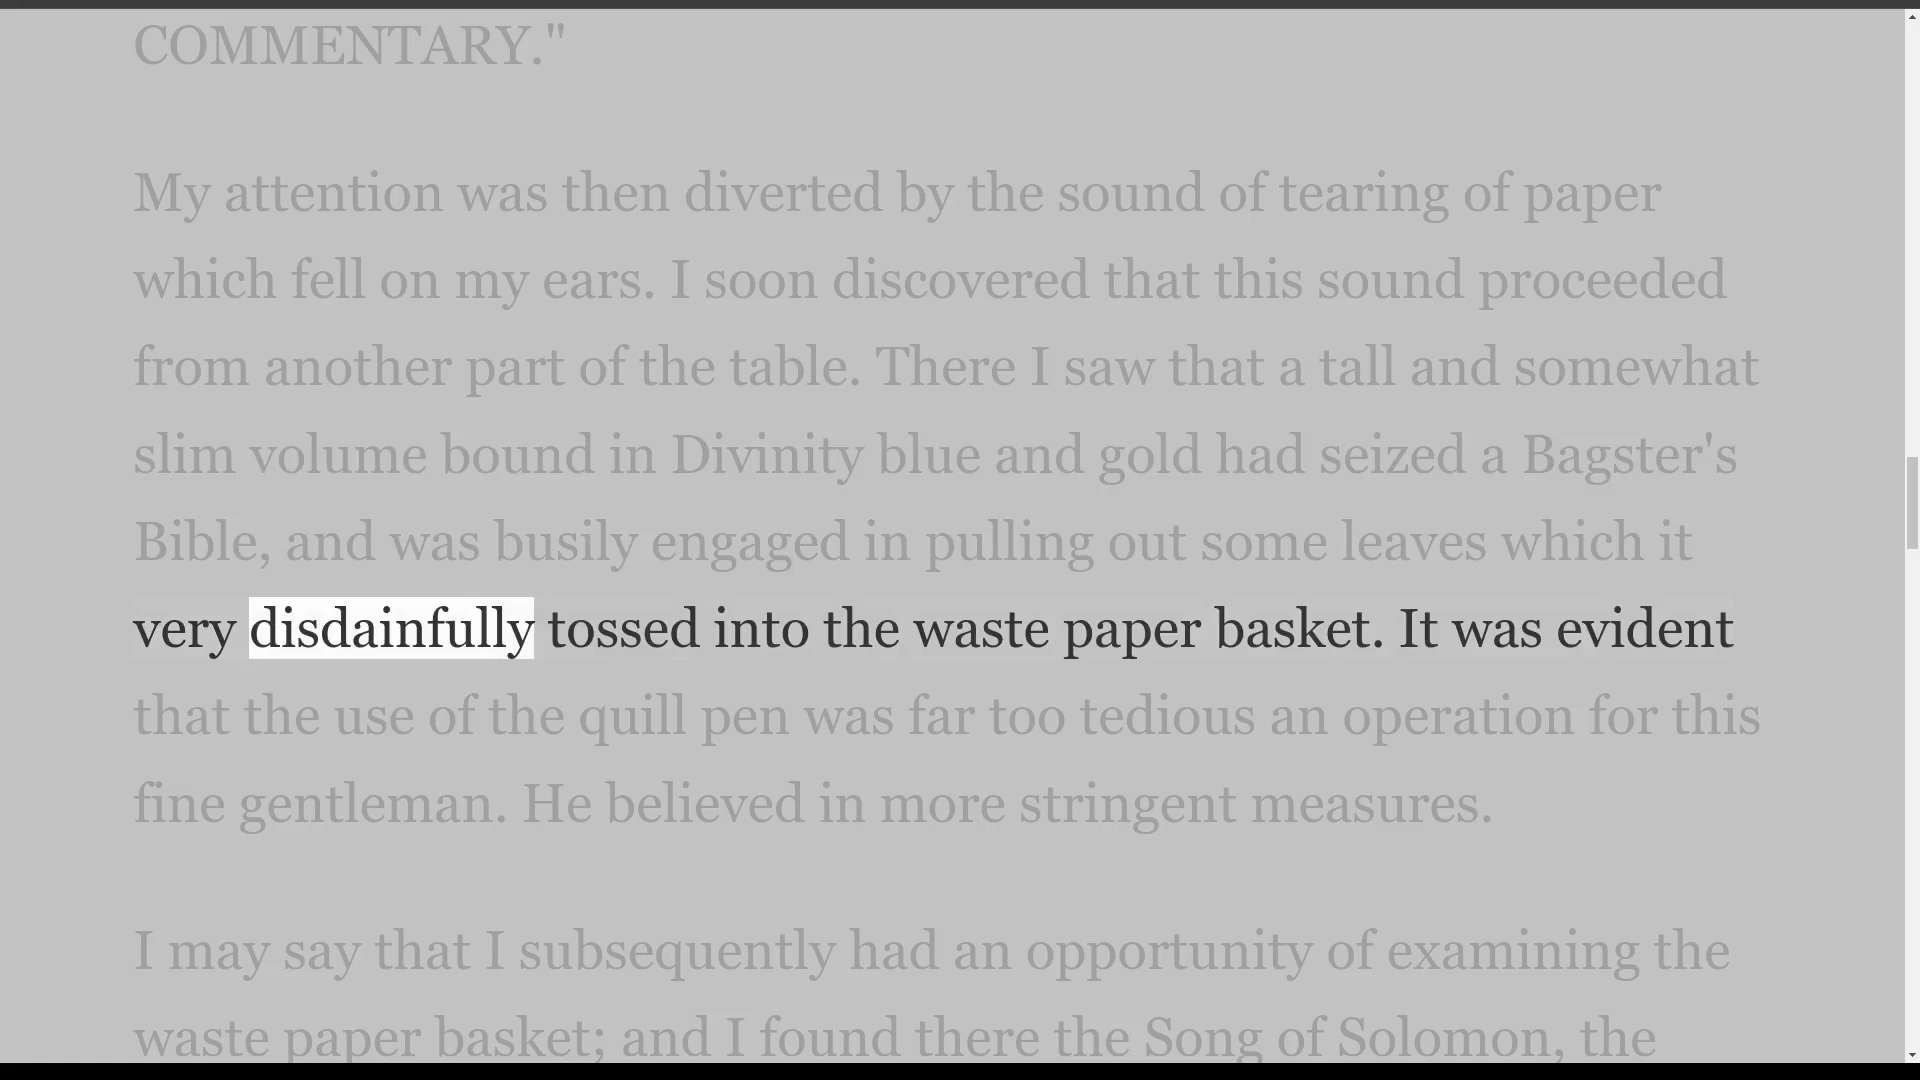 COMMENTARY."
My attention was then diverted by the sound of tearing of paper
which fell on my ears. I soon discovered that this sound proceeded
from another part of the table. There I saw that a tall and somewhat
slim volume bound in Divinity blue and gold had seized a Bagster's
Bible, and was busily engaged in pulling out some leaves which it
very disdainfully tossed into the waste paper basket. It was evident
that the use of the quill pen was far too tedious an operation for this
fine gentleman. He believed in more stringent measures.
I may say that I subsequently had an opportunity of examining the
waste paper basket; and I found there the Song of Solomon, the